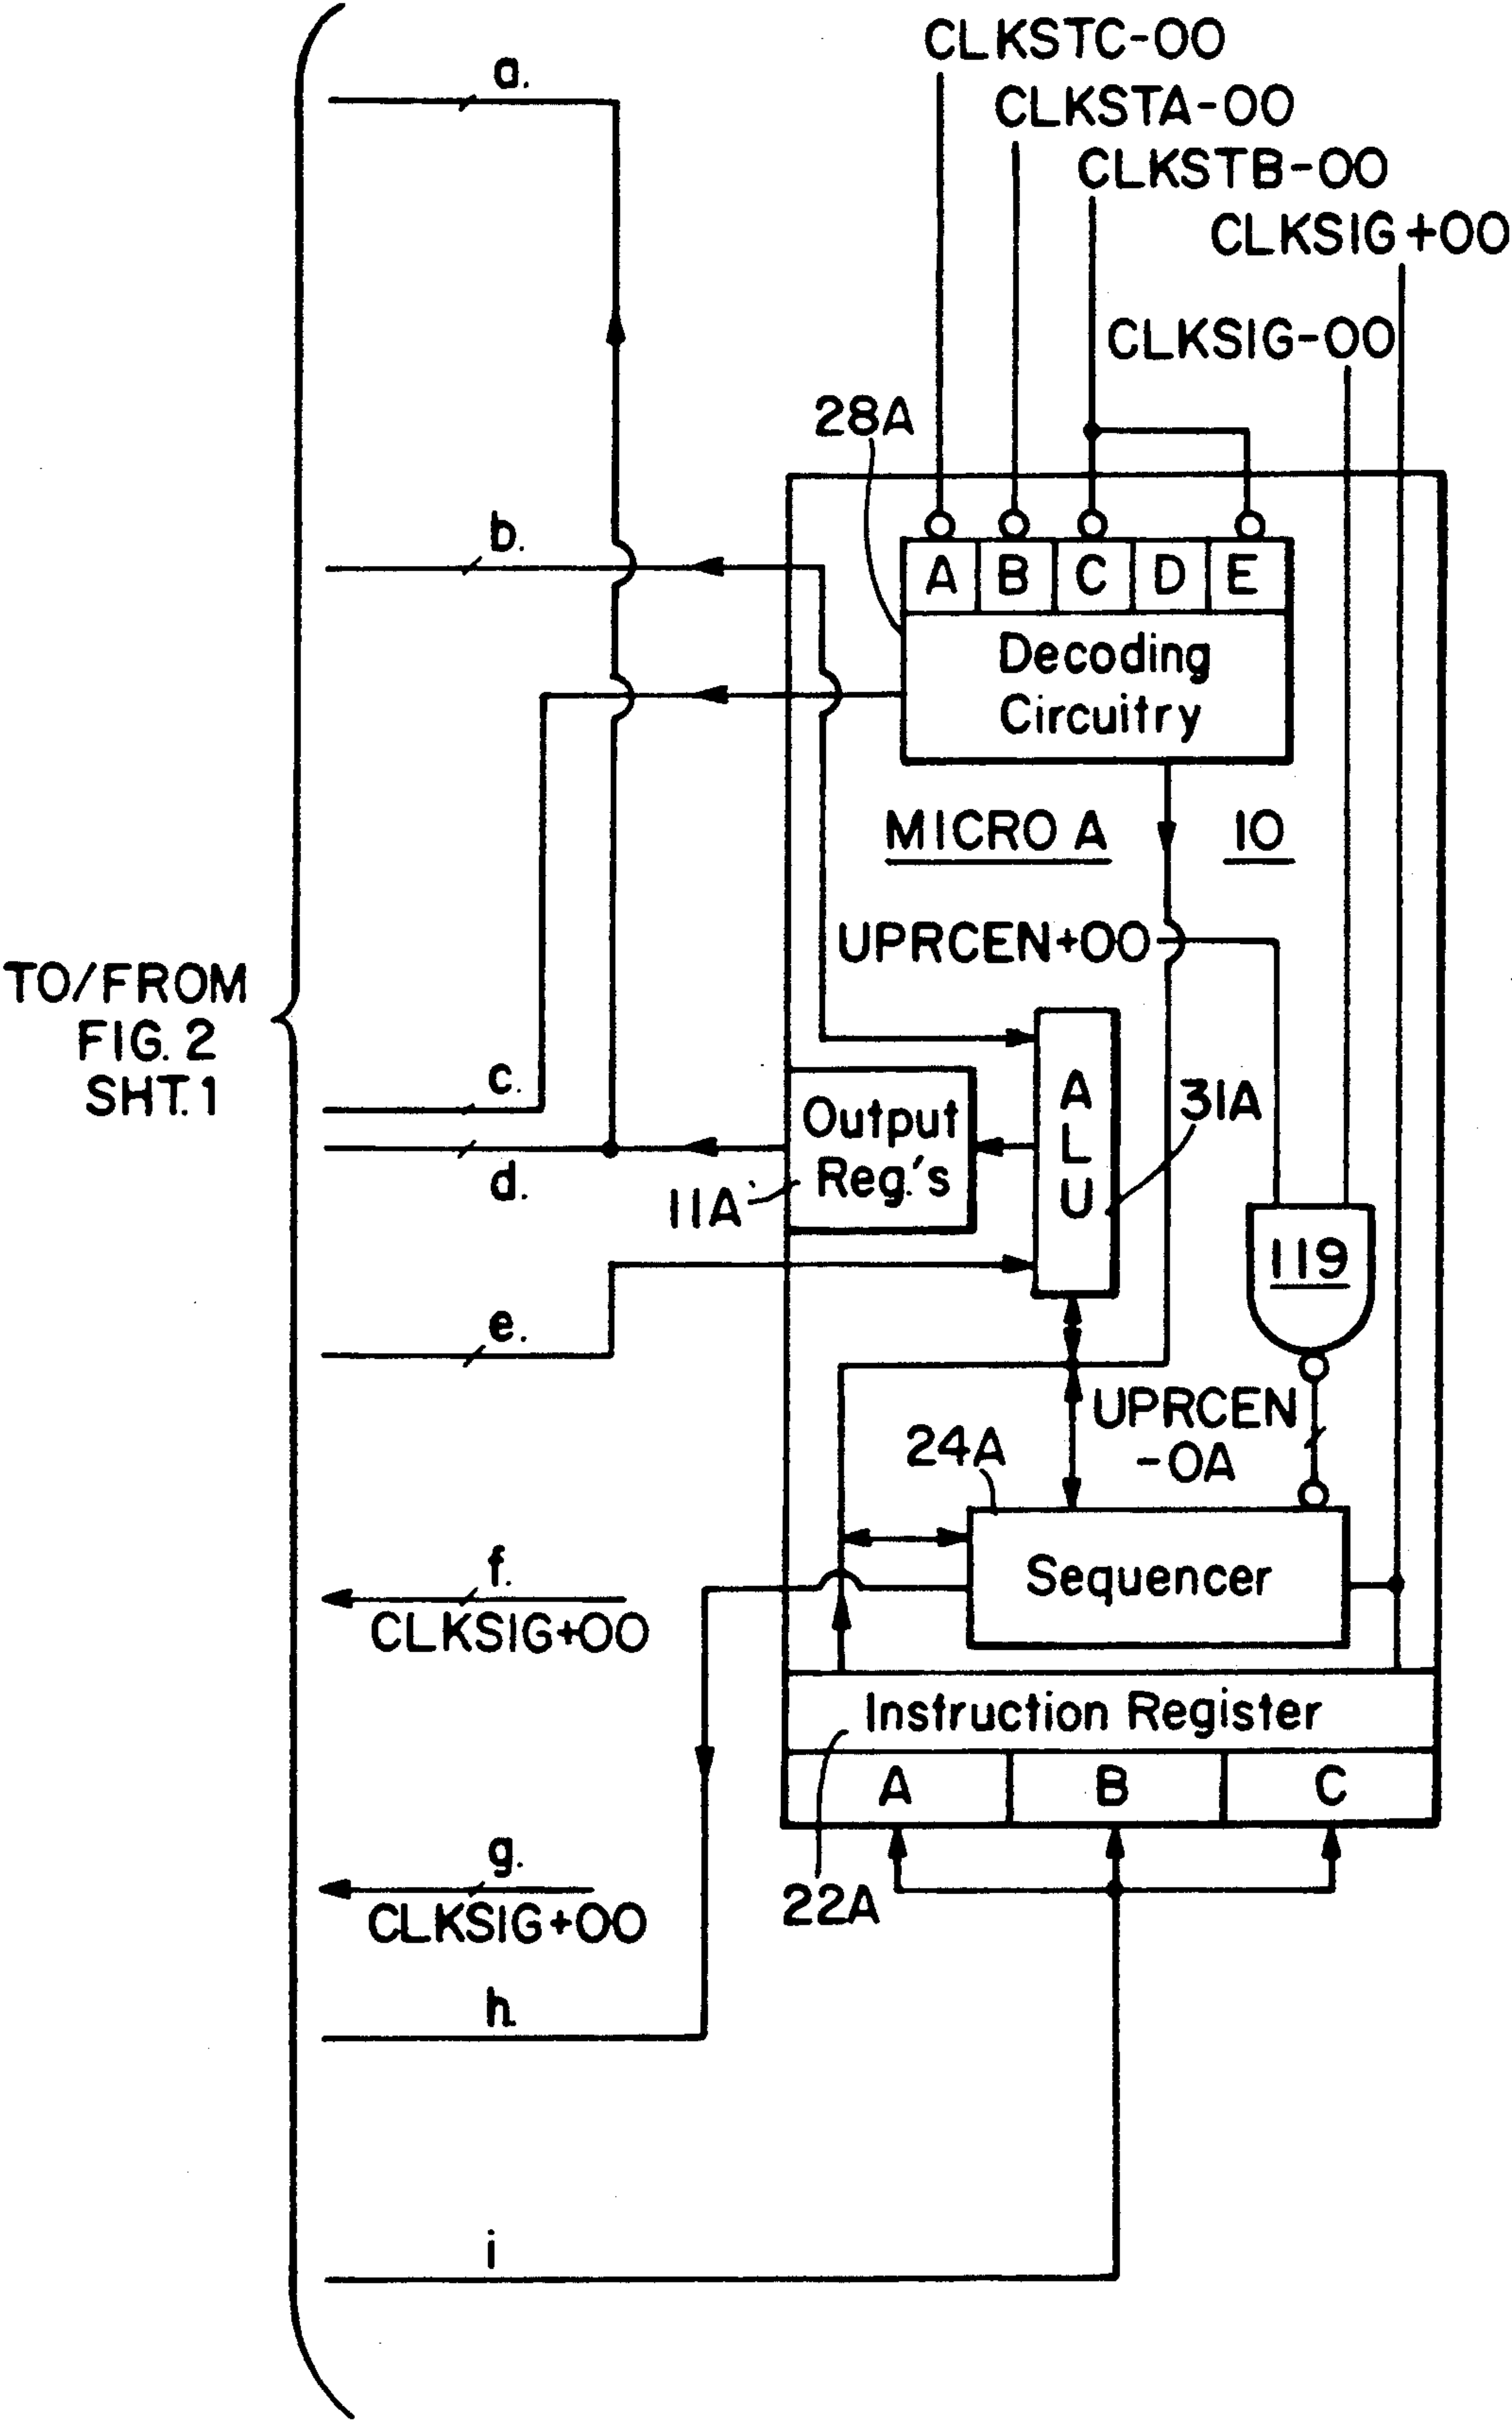 CLKSTC-00
a.
CLKSTA-00
CLKSTB-00
CLKSIG+00
CLKSIG-00
28A
b.
A B C D E
Decoding
Circuitry
MICRO A 10
UPRCEN+00
TO/FROM
FIG. 2
SHT.1
c.
A
L
U
31A
Output
Reg.'s
d.
11A
119
e.
UPRCEN
-0A
24A
f.
CLKSIG+00
Sequencer
Instruction Register
A B C
g.
CLKSIG+00
22A
h.
i